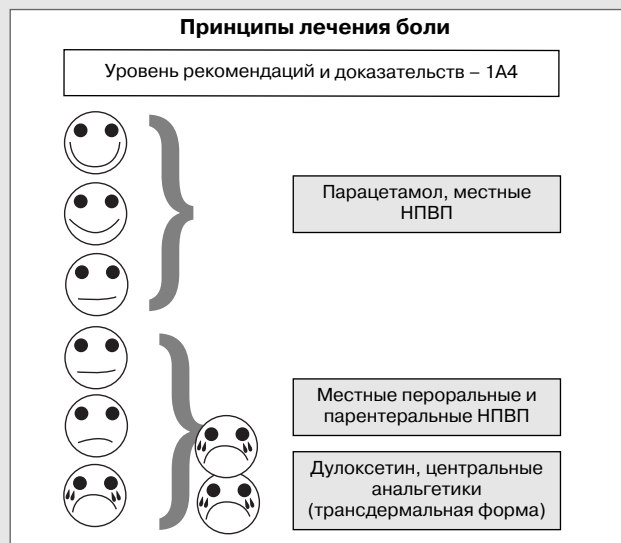 Принципы лечения боли
Уровень рекомендаций и доказательств – 1А4
Парацетамол, местные
НПВП
Местные пероральные и
парентеральные НПВП
Дулоксетин, центральные
анальгетики
(трансдермальная форма)